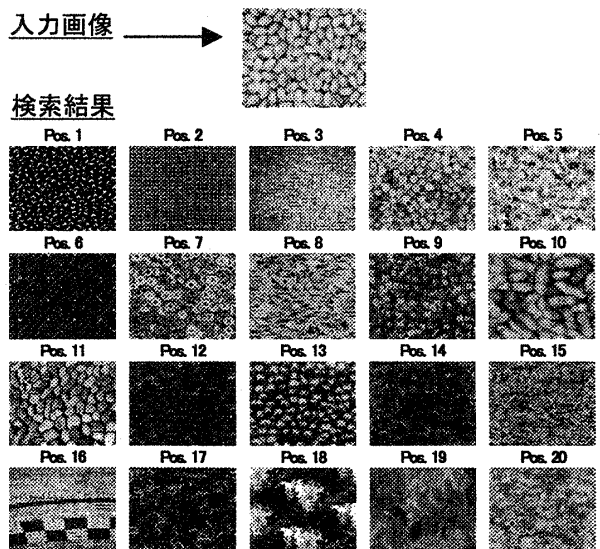 入力画像
検索結果
Pos. 1 Pos. 2 Pos. 3 Pos. 4 Pos. 5
Pos. 6 Pos. 7 Pos. 8 Pos. 9 Pos. 10
Pos. 11 Pos. 12 Pos. 13 Pos. 14 Pos. 15
Pos. 16 Pos. 17 Pos. 18 Pos. 19 Pos. 20